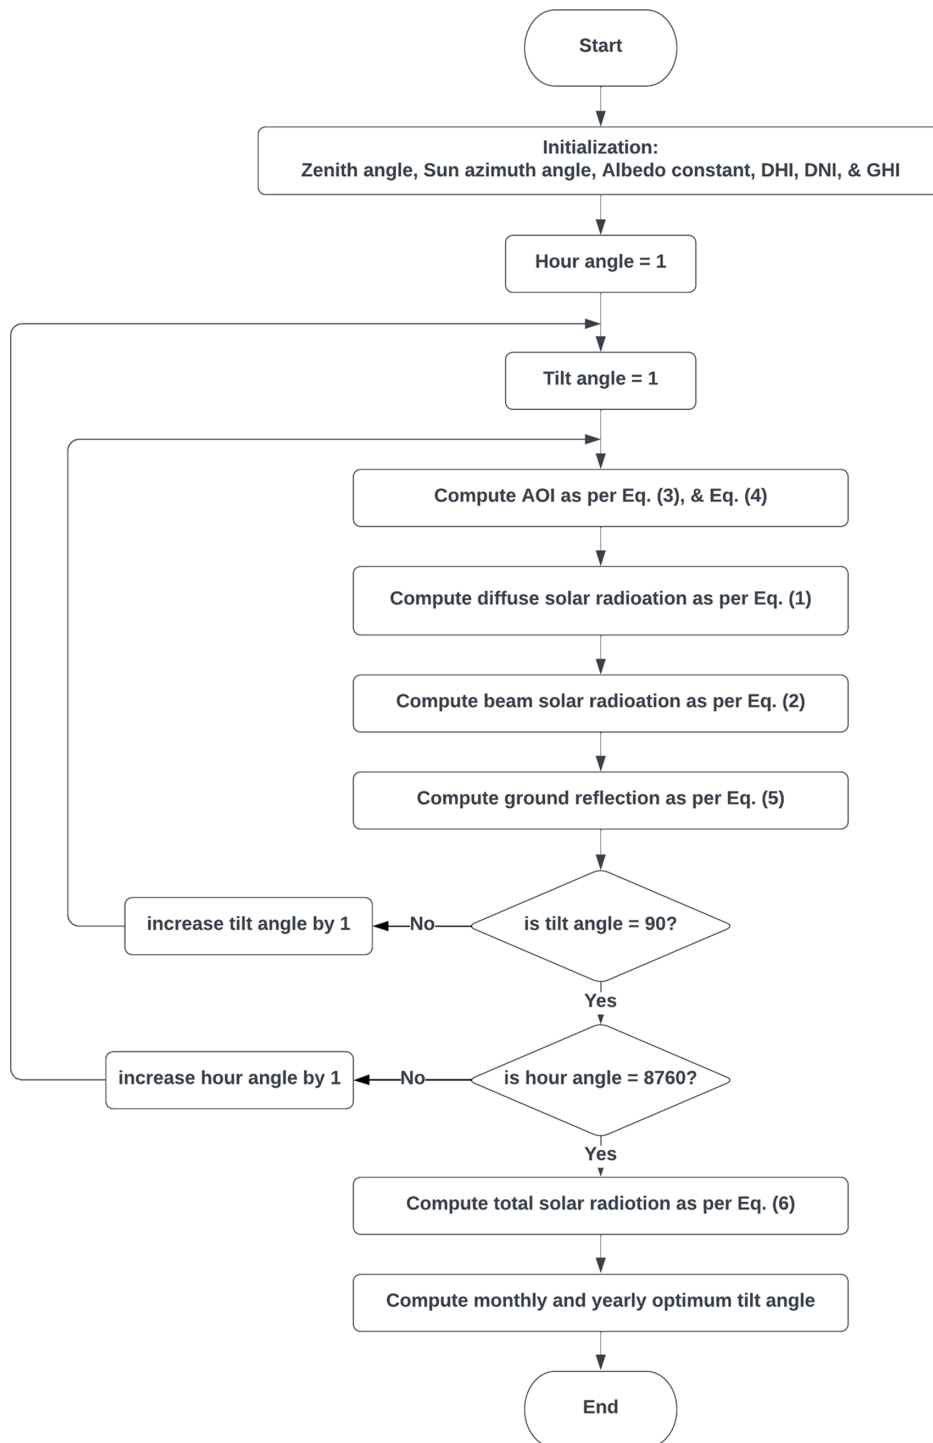 Start
Initialization:
Zenith angle, Sun azimuth angle, Albedo constant, DHI, DNI, & GHI
Hour angle = 1
Tilt angle = 1
Compute AOI as per Eq. (3), & Eq. (4)
Compute diffuse solar radioation as per Eq. (1)
Compute beam solar radioation as per Eq. (2)
Compute ground reflection as per Eq. (5)
is tilt angle = 90?
No
increase tilt angle by 1
Yes
is hour angle = 8760?
No
increase hour angle by 1
Yes
Compute total solar radiotion as per Eq. (6)
Compute monthly and yearly optimum tilt angle
End